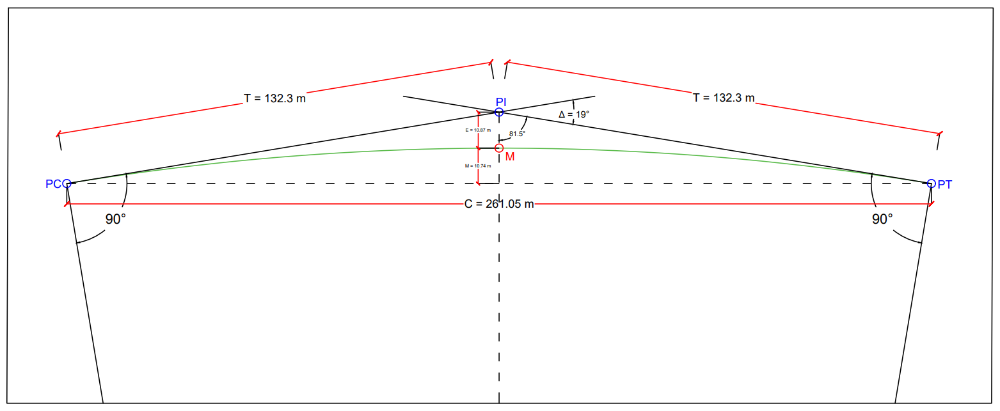 T = 132.3 m
T = 132.3 m
PI
Δ = 19°
E = 10.87 m
81.5°
M
M = 10.74 m
PC
PT
C = 261.05 m
90°
90°